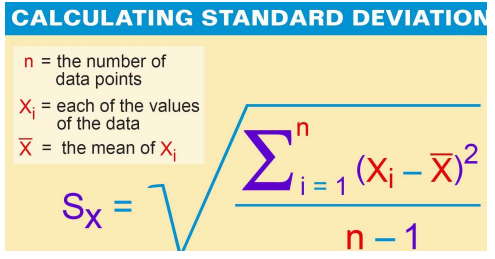 CALCULATING STANDARD DEVIATION
n = the number of
data points
Xi = each of the values
of the data
X̅ = the mean of Xi
Sx = √( ∑ⁿi = 1 (Xi – X̅)² / n – 1 )